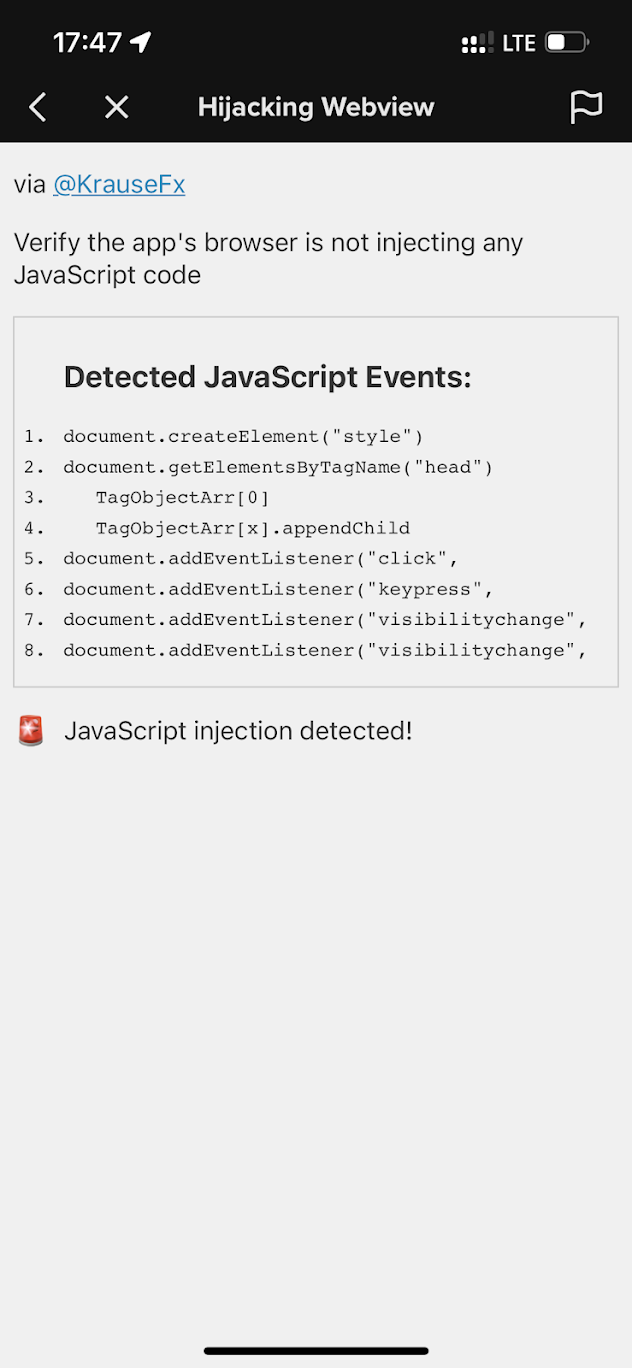 17:47 LTE
Hijacking Webview
via @KrauseFx
Verify the app's browser is not injecting any
JavaScript code
Detected JavaScript Events:
1. document.createElement("style")
2. document.getElementsByTagName("head")
3. TagObjectArr[0]
4. TagObjectArr[x].appendChild
5. document.addEventListener("click",
6. document.addEventListener("keypress",
7. document.addEventListener("visibilitychange",
8. document.addEventListener("visibilitychange",
JavaScript injection detected!